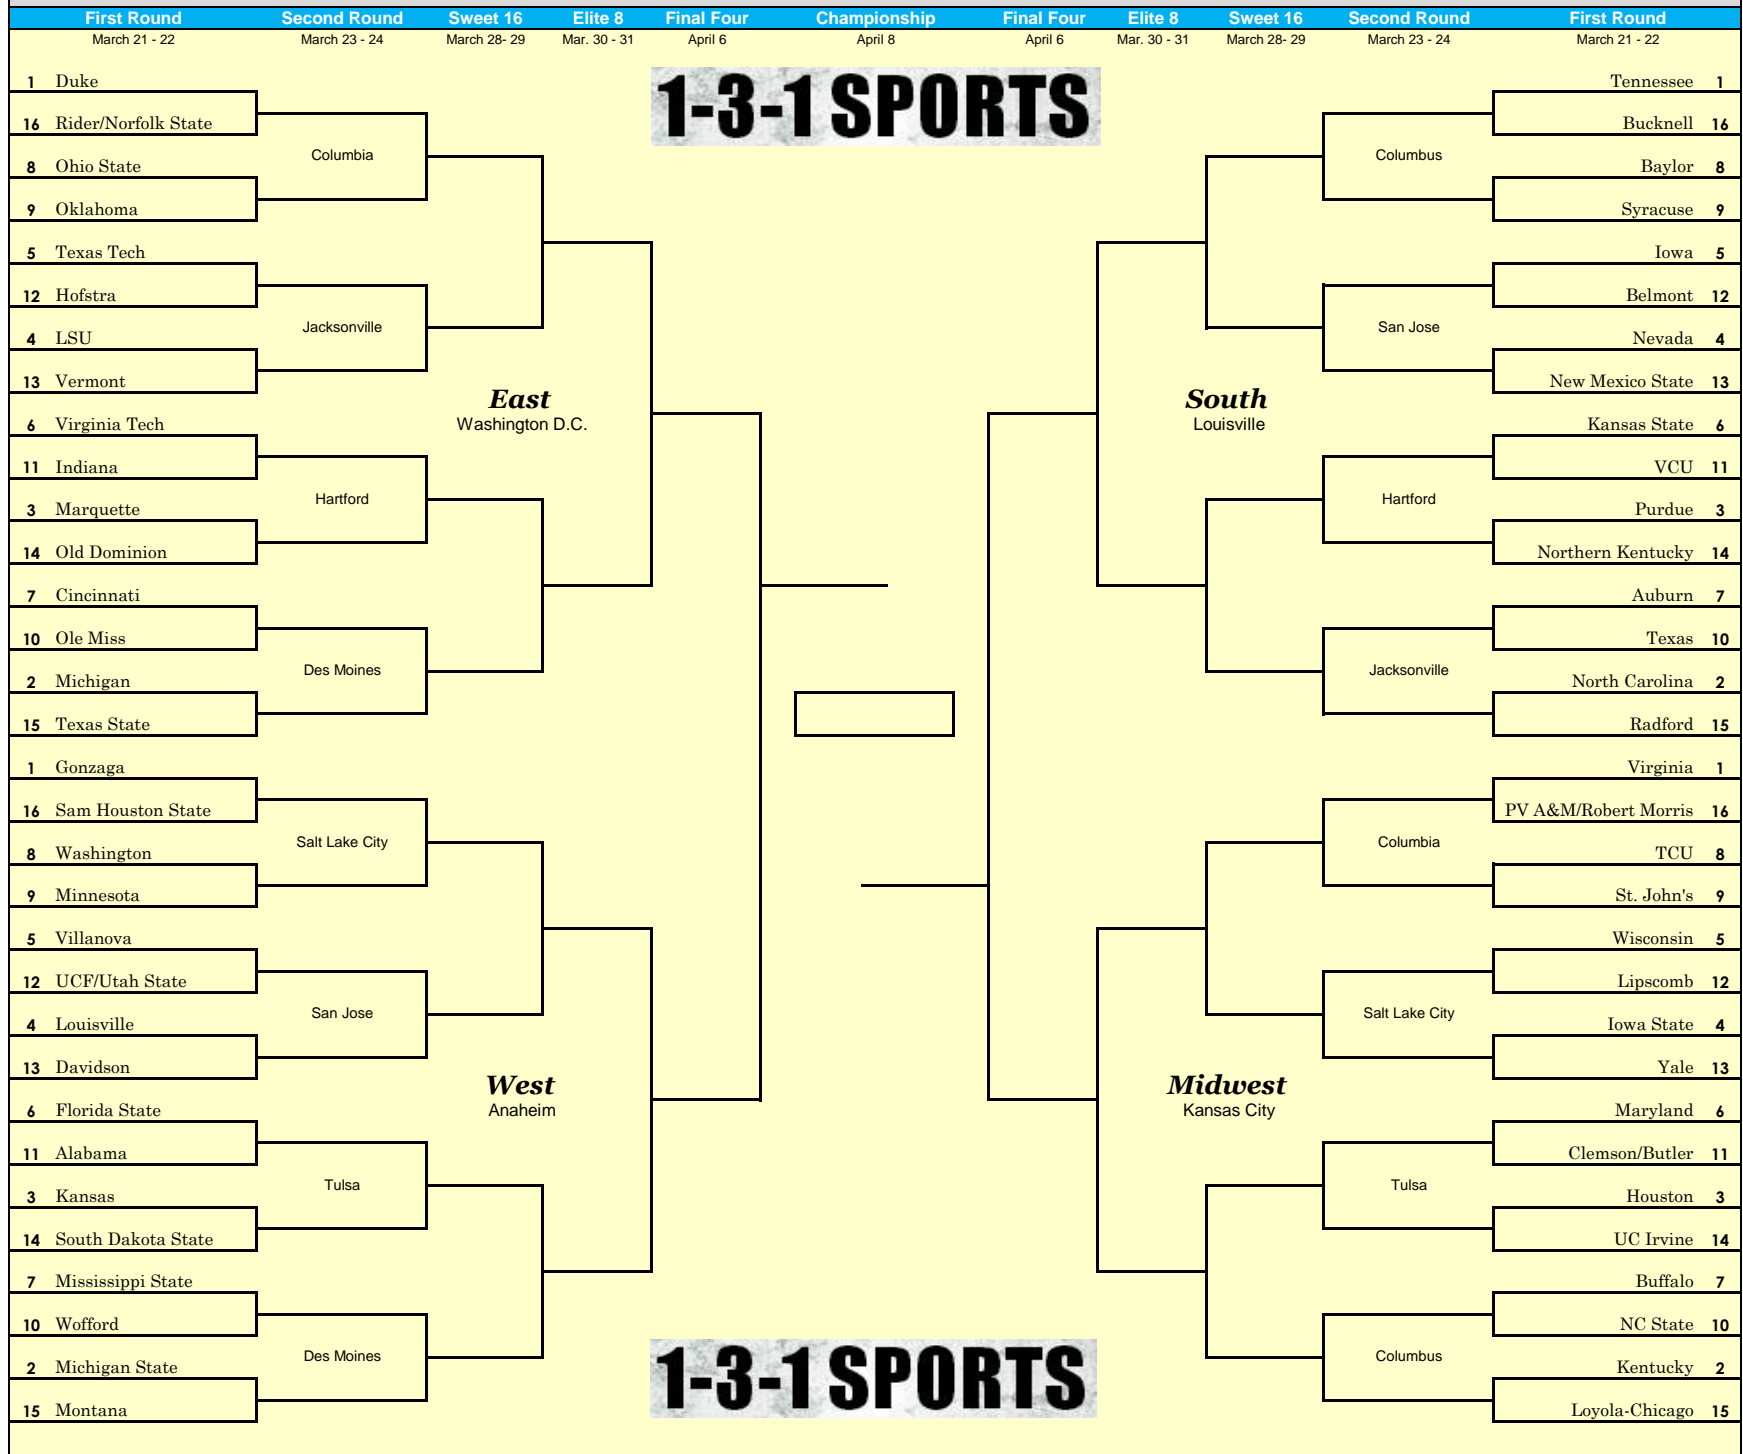 First Round Second Round Sweet 16 Elite 8 Final Four Championship Final Four Elite 8 Sweet 16 Second Round First Round
March 21 - 22 March 23 - 24 March 28- 29 Mar. 30 - 31 April 6 April 8 April 6 Mar. 30 - 31 March 28- 29 March 23 - 24 March 21 - 22
1-3-1 SPORTS
1 Duke
16 Rider/Norfolk State
Columbia
8 Ohio State
9 Oklahoma
5 Texas Tech
12 Hofstra
Jacksonville
4 LSU
13 Vermont
East
Washington D.C.
6 Virginia Tech
11 Indiana
Hartford
3 Marquette
14 Old Dominion
7 Cincinnati
10 Ole Miss
Des Moines
2 Michigan
15 Texas State
1 Gonzaga
16 Sam Houston State
Salt Lake City
8 Washington
9 Minnesota
5 Villanova
12 UCF/Utah State
San Jose
4 Louisville
13 Davidson
West
Anaheim
6 Florida State
11 Alabama
Tulsa
3 Kansas
14 South Dakota State
7 Mississippi State
10 Wofford
Des Moines
2 Michigan State
15 Montana
Tennessee 1
Bucknell 16
Columbus
Baylor 8
Syracuse 9
Iowa 5
Belmont 12
San Jose
Nevada 4
New Mexico State 13
South
Louisville
Kansas State 6
VCU 11
Hartford
Purdue 3
Northern Kentucky 14
Auburn 7
Texas 10
Jacksonville
North Carolina 2
Radford 15
Virginia 1
PV A&M/Robert Morris 16
Columbia
TCU 8
St. John's 9
Wisconsin 5
Lipscomb 12
Salt Lake City
Iowa State 4
Yale 13
Midwest
Kansas City
Maryland 6
Clemson/Butler 11
Tulsa
Houston 3
UC Irvine 14
Buffalo 7
NC State 10
Columbus
Kentucky 2
Loyola-Chicago 15
1-3-1 SPORTS